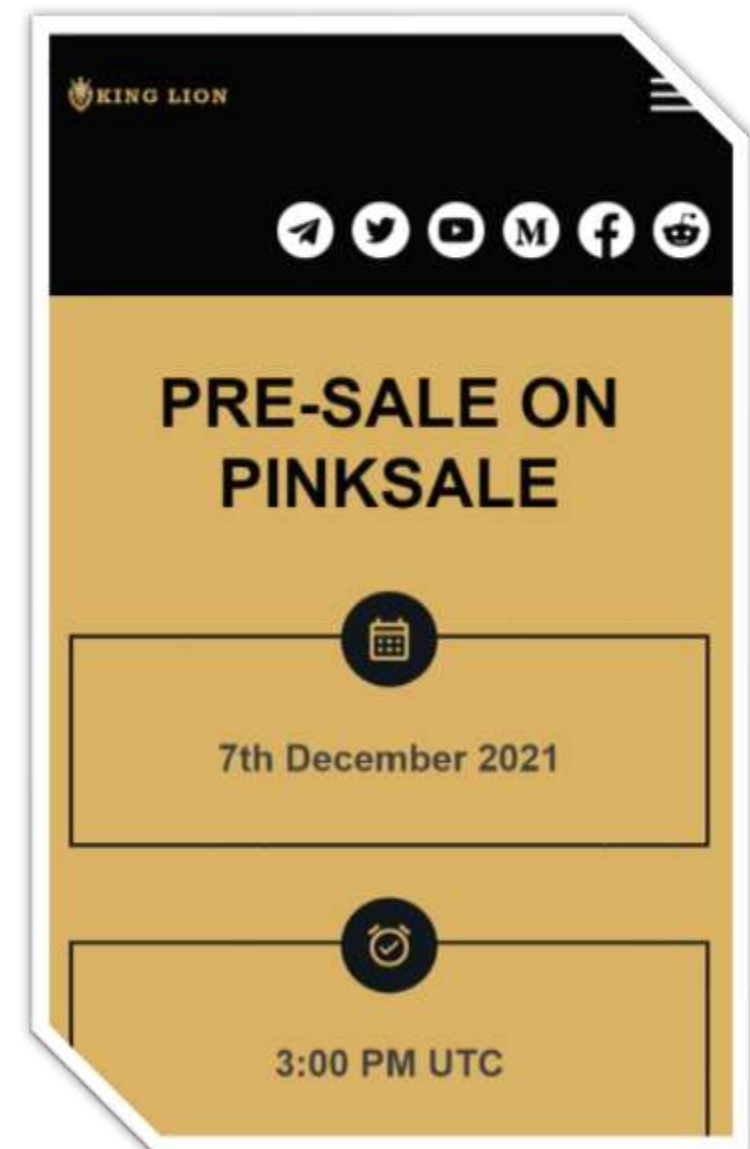 KING LION
M
PRE-SALE ON
PINKSALE
7th December 2021
3:00 PM UTC